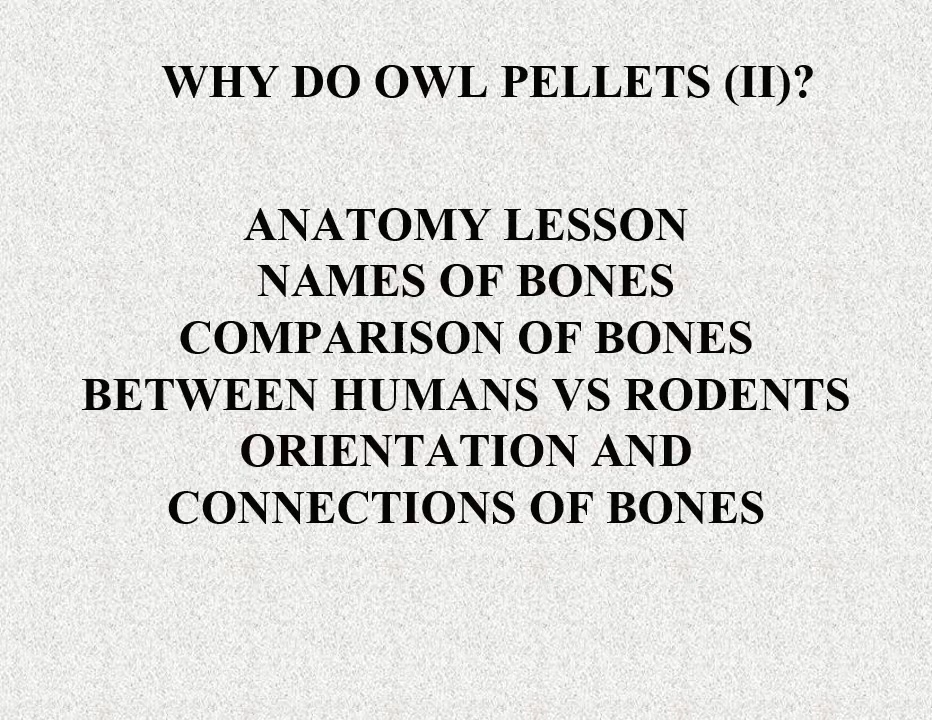 WHY DO OWL PELLETS (II)?
ANATOMY LESSON
NAMES OF BONES
COMPARISON OF BONES
BETWEEN HUMANS VS RODENTS
ORIENTATION AND
CONNECTIONS OF BONES